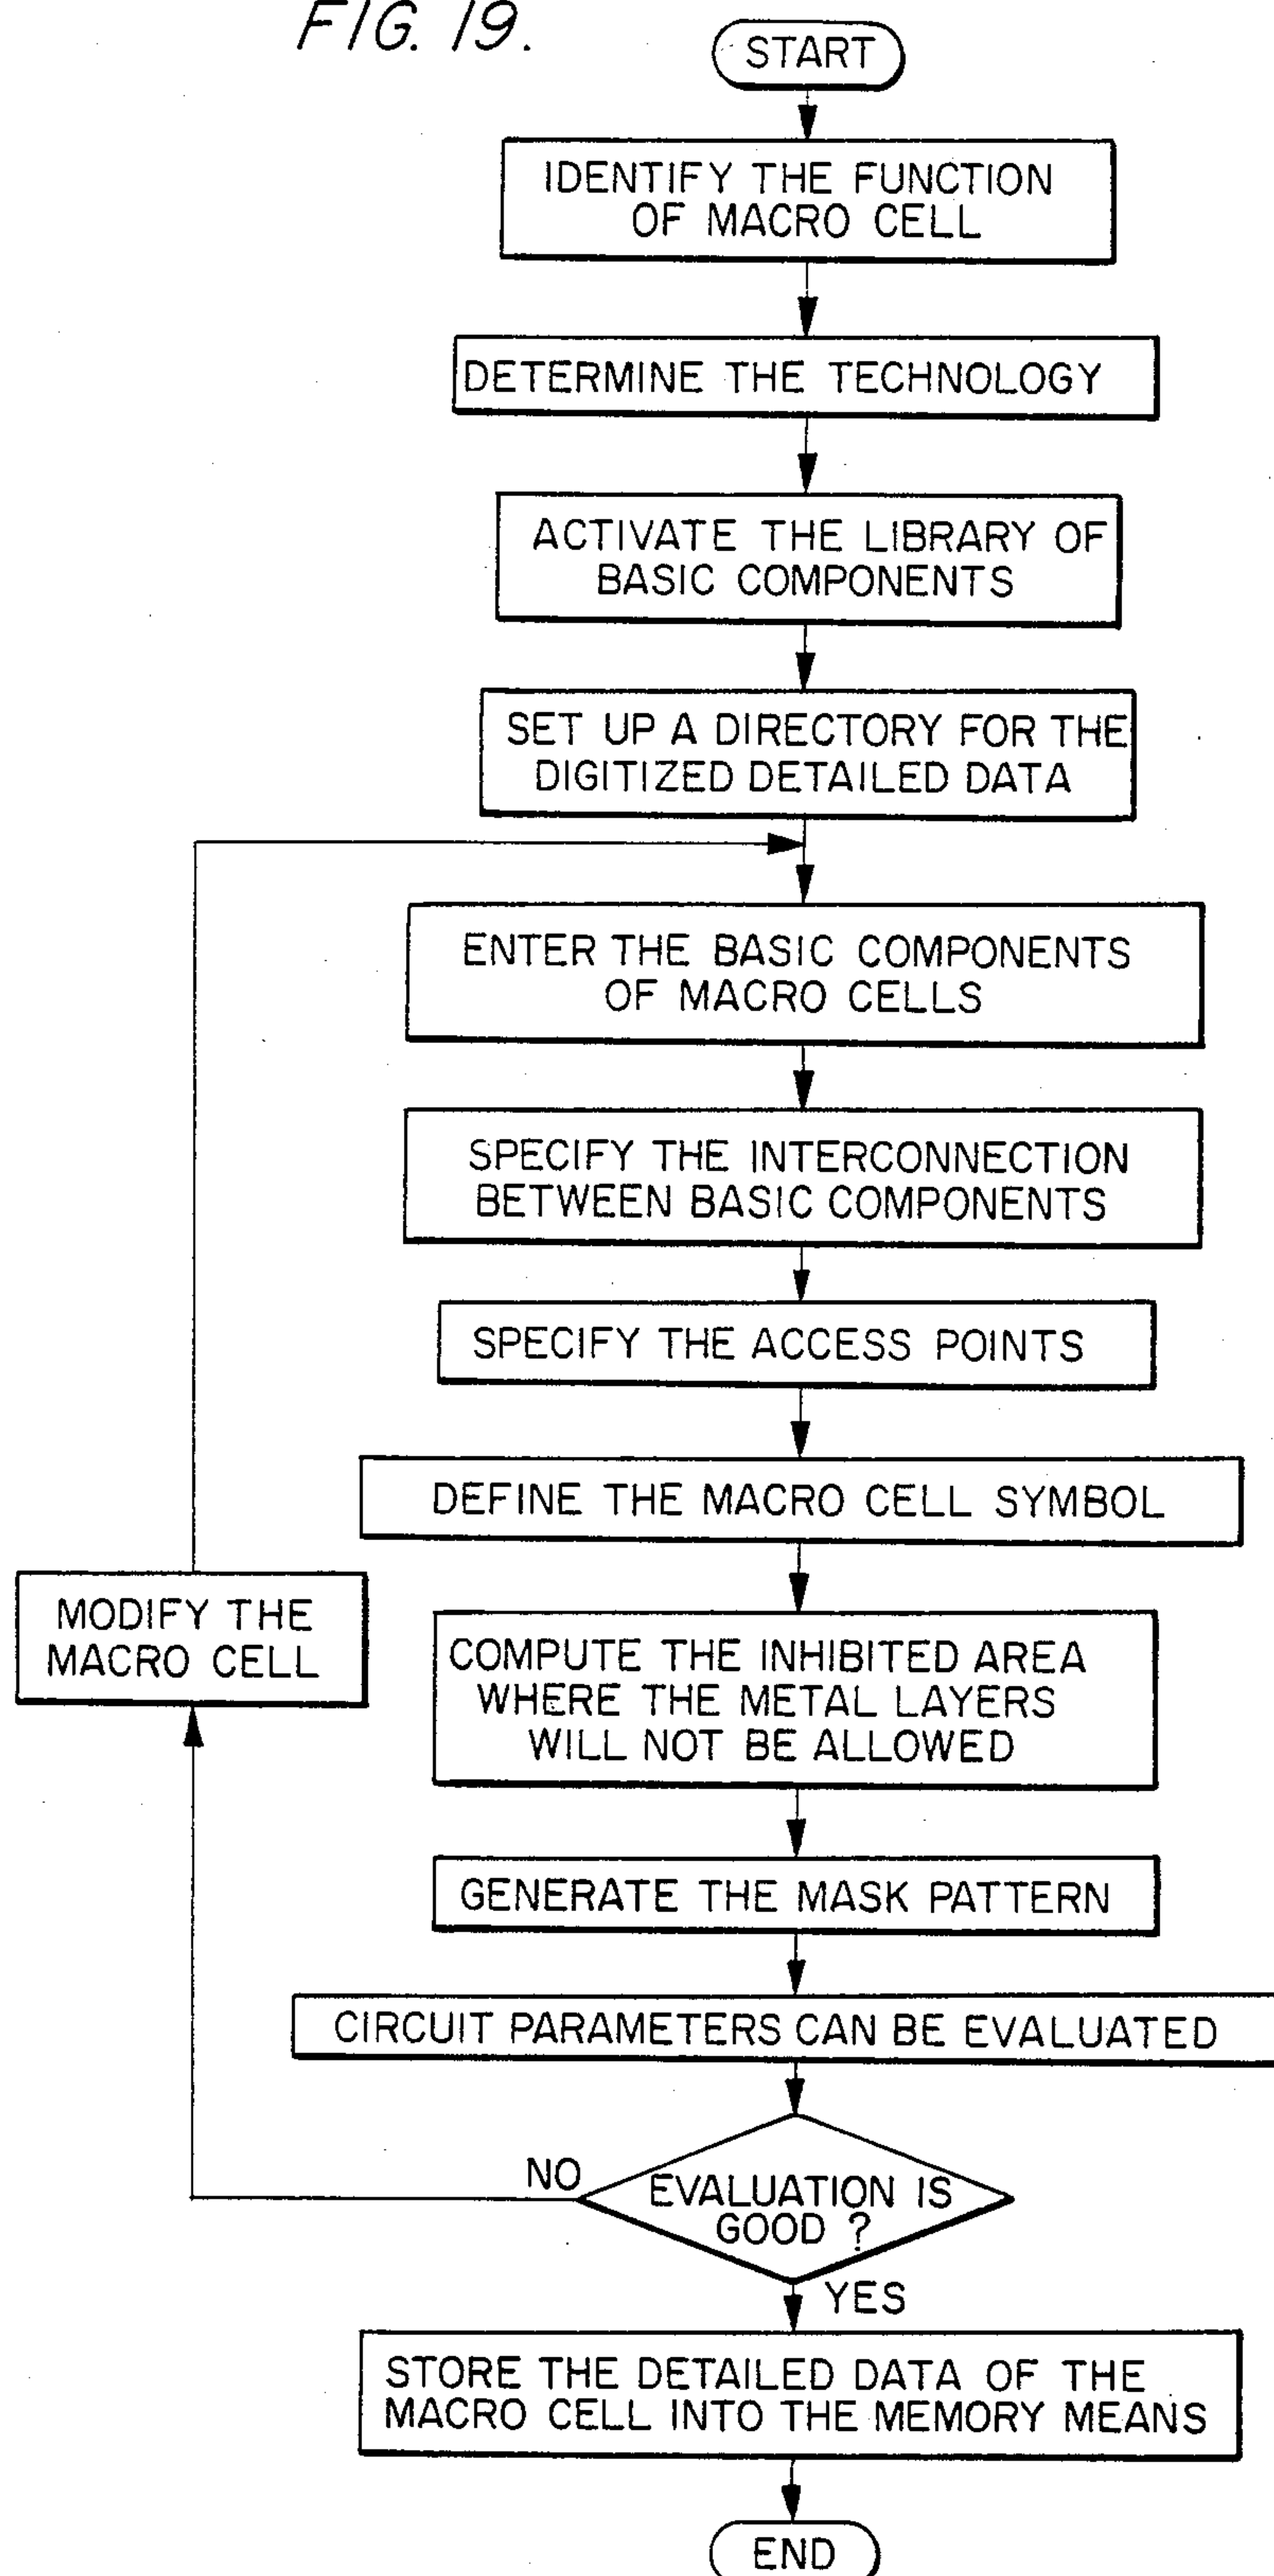 FIG. 19.
START
IDENTIFY THE FUNCTION
OF MACRO CELL
DETERMINE THE TECHNOLOGY
ACTIVATE THE LIBRARY OF
BASIC COMPONENTS
SET UP A DIRECTORY FOR THE
DIGITIZED DETAILED DATA
ENTER THE BASIC COMPONENTS
OF MACRO CELLS
SPECIFY THE INTERCONNECTION
BETWEEN BASIC COMPONENTS
SPECIFY THE ACCESS POINTS
DEFINE THE MACRO CELL SYMBOL
MODIFY THE
MACRO CELL
COMPUTE THE INHIBITED AREA
WHERE THE METAL LAYERS
WILL NOT BE ALLOWED
GENERATE THE MASK PATTERN
CIRCUIT PARAMETERS CAN BE EVALUATED
NO
EVALUATION IS
GOOD ?
YES
STORE THE DETAILED DATA OF THE
MACRO CELL INTO THE MEMORY MEANS
END